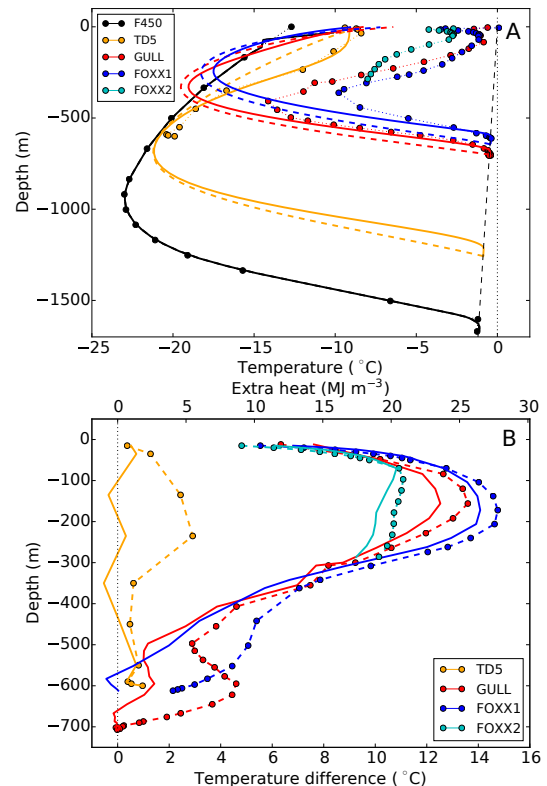 A
F450
TD5
GULL
FOXX1
FOXX2
0
−500
−1000
−1500
Depth (m)
−25 −20 −15 −10 −5 0
Temperature ( °C)
Extra heat (MJ m⁻³)
0 5 10 15 20 25 30
B
0
−100
−200
−300
−400
−500
−600
−700
Depth (m)
TD5
GULL
FOXX1
FOXX2
0 2 4 6 8 10 12 14 16
Temperature difference ( °C)